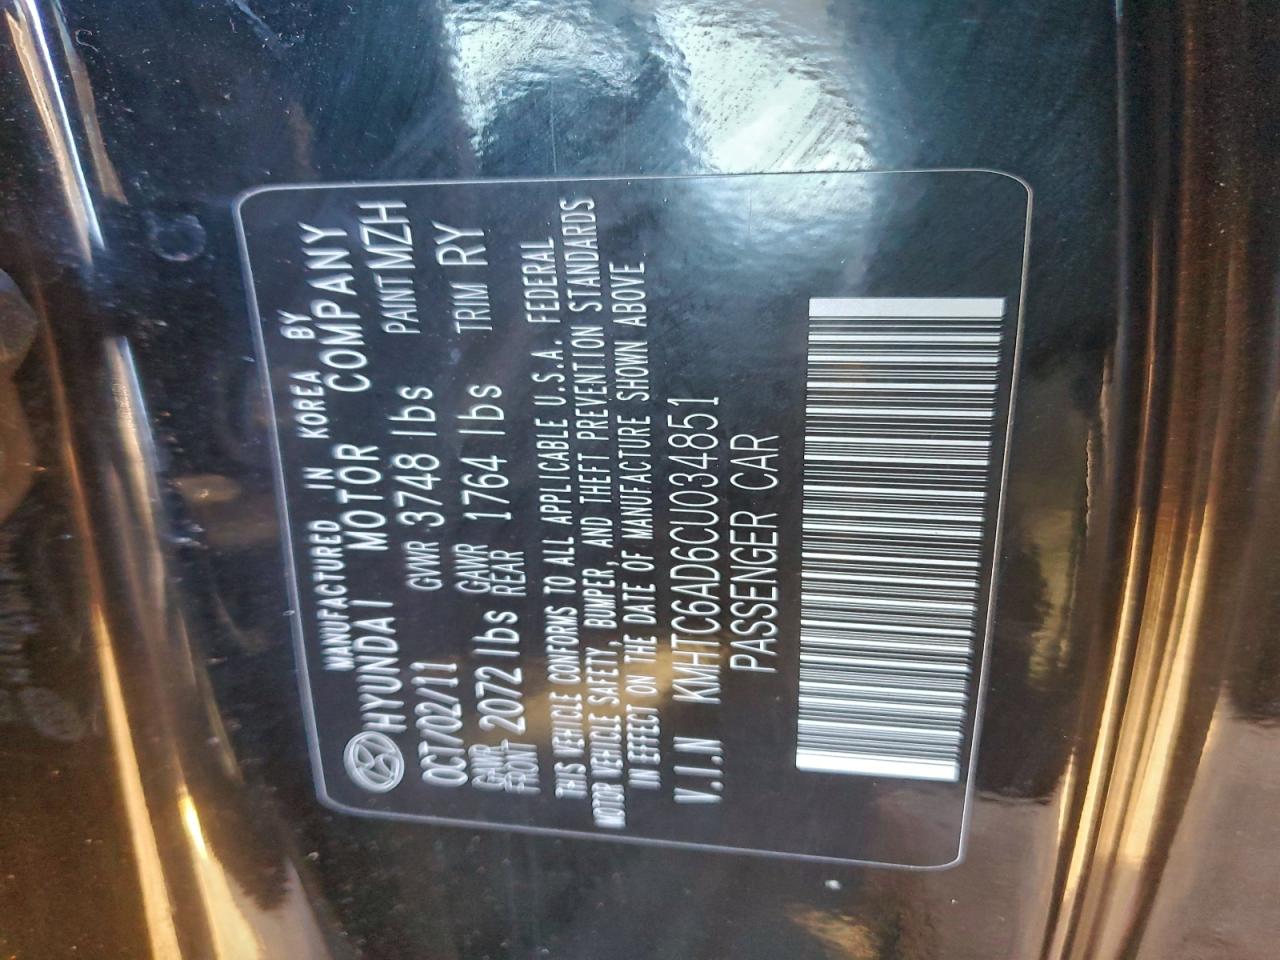 MANUFACTURED IN KOREA BY
HYUNDAI MOTOR COMPANY
OCT/02/11 GVWR 3748 lbs PAINT MZH
GAWR FRONT 2072 lbs GAWR REAR 1764 lbs TRIM RY
THIS VEHICLE CONFORMS TO ALL APPLICABLE U.S.A. FEDERAL
MOTOR VEHICLE SAFETY, BUMPER, AND THEFT PREVENTION STANDARDS
IN EFFECT ON THE DATE OF MANUFACTURE SHOWN ABOVE
V.I.N KMHTC6AD6CU034851
PASSENGER CAR